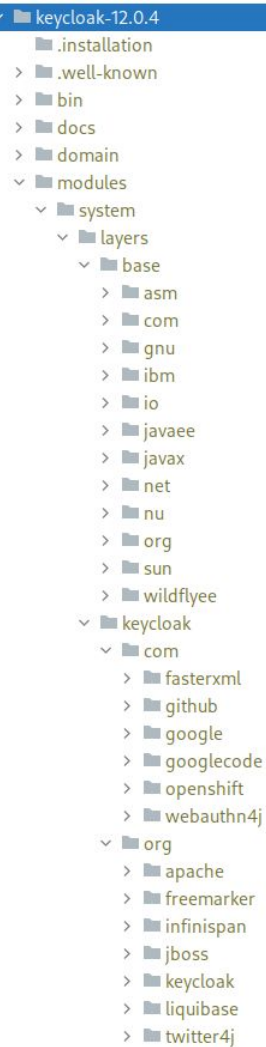 keycloak-12.0.4
.installation
.well-known
bin
docs
domain
modules
system
layers
base
asm
com
gnu
ibm
io
javaee
javax
net
nu
org
sun
wildflyee
keycloak
com
fasterxml
github
google
googlecode
openshift
webauthn4j
org
apache
freemarker
infinispan
jboss
keycloak
liquibase
twitter4j